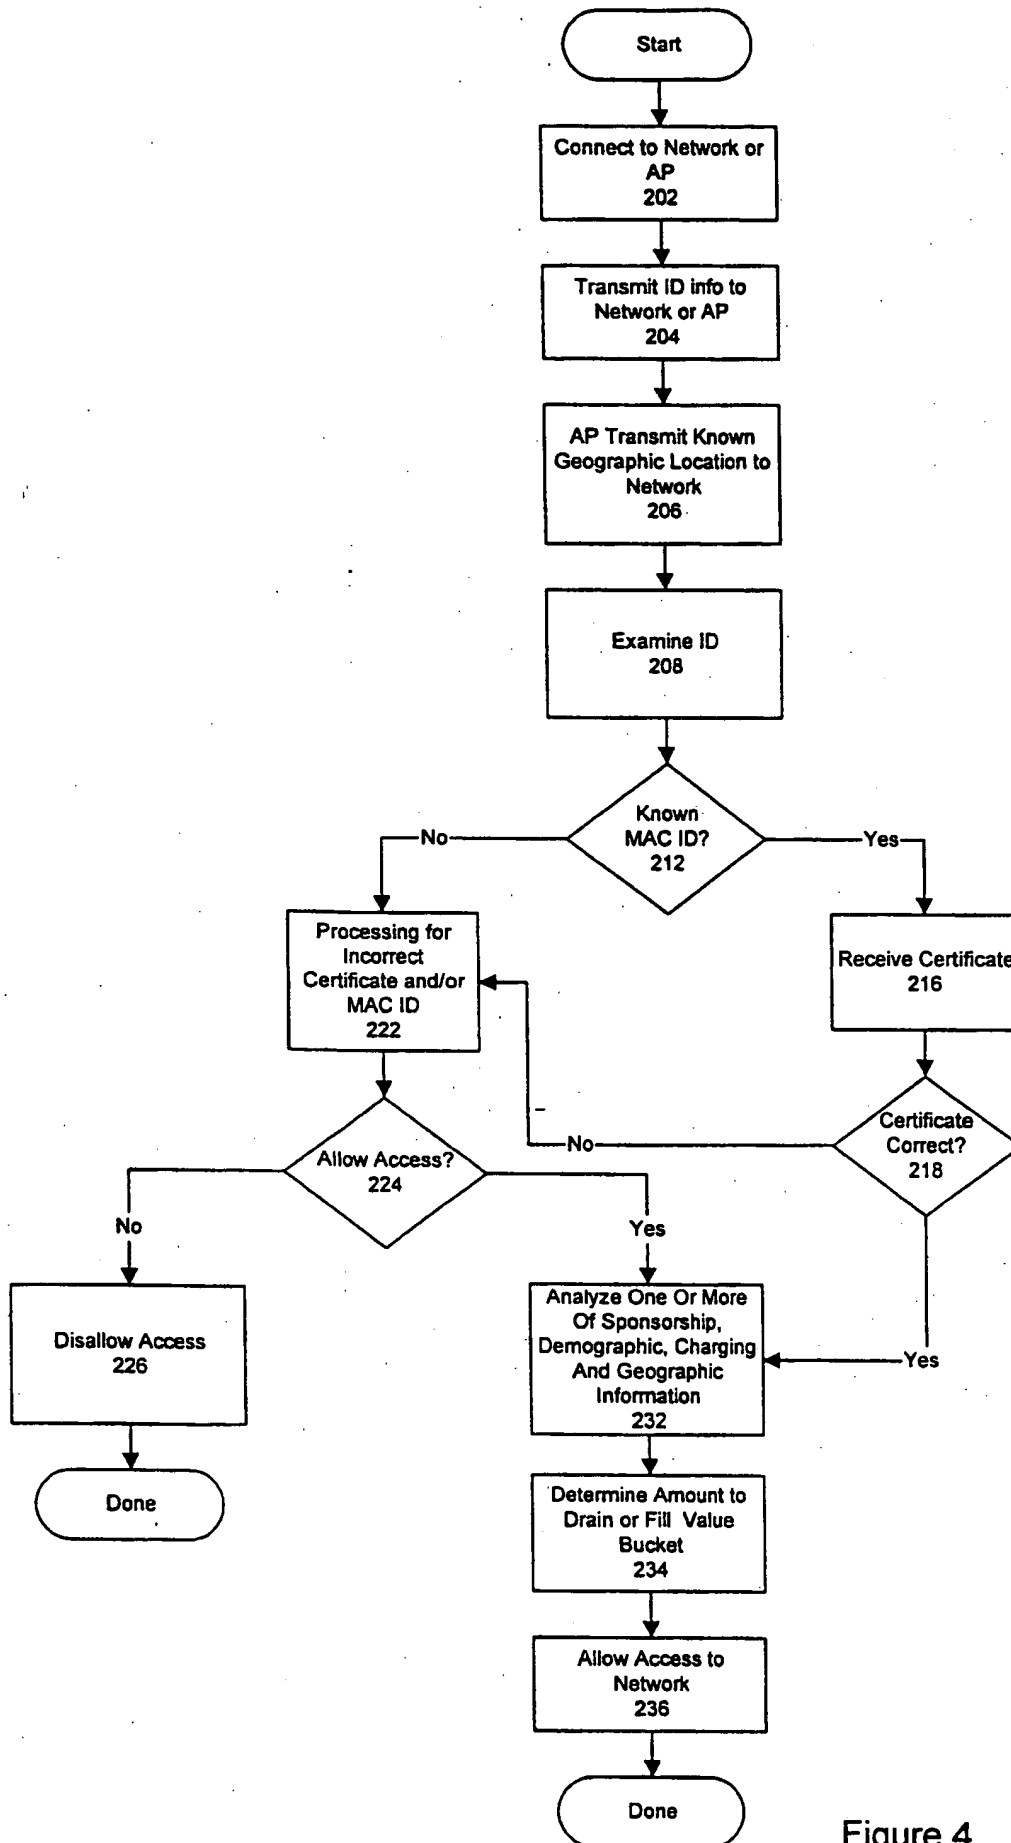 Start
Connect to Network or
AP
202
Transmit ID info to
Network or AP
204
AP Transmit Known
Geographic Location to
Network
206
Examine ID
208
Known
MAC ID?
212
No
Yes
Processing for
Incorrect
Certificate and/or
MAC ID
222
Receive Certificate
216
Certificate
Correct?
218
No
Allow Access?
224
No
Yes
Yes
Disallow Access
226
Analyze One Or More
Of Sponsorship,
Demographic, Charging
And Geographic
Information
232
Done
Determine Amount to
Drain or Fill Value
Bucket
234
Allow Access to
Network
236
Done
Figure 4